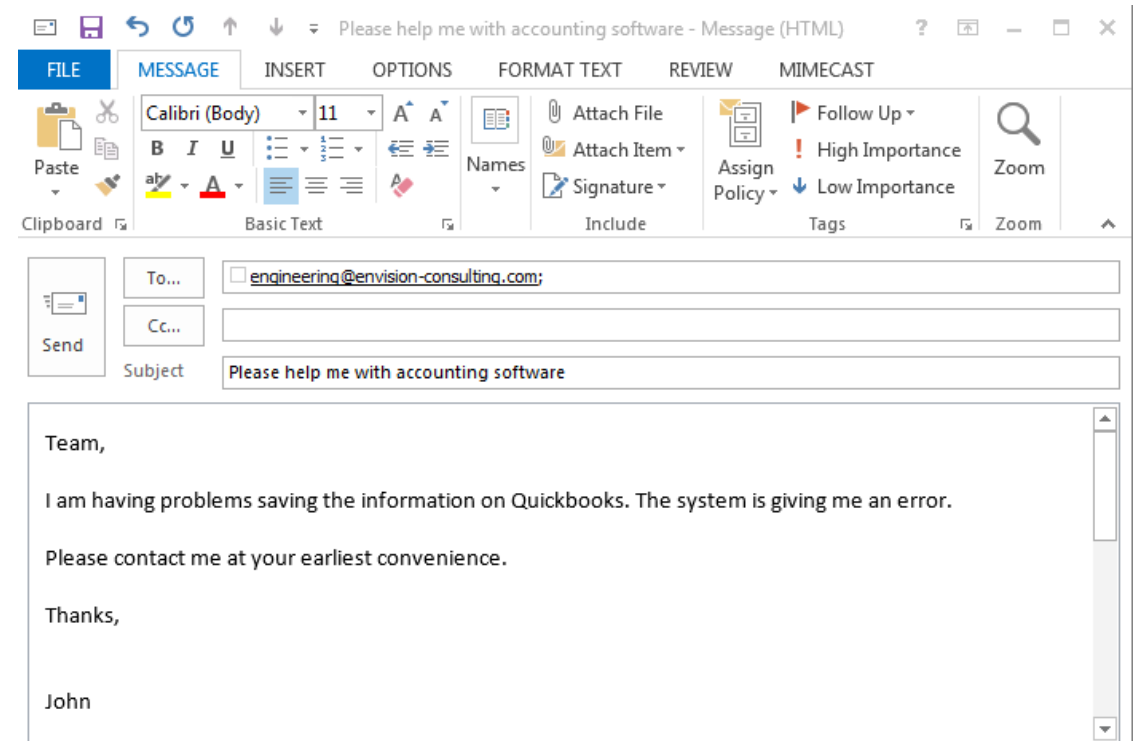 Please help me with accounting software - Message (HTML) ?
FILE MESSAGE INSERT OPTIONS FORMAT TEXT REVIEW MIMECAST
Calibri (Body) 11 A A Attach File Follow Up
B I U Attach Item ! High Importance
Paste Names Assign Zoom
ab A Signature Policy Low Importance
Clipboard Basic Text Include Tags Zoom
To... engineering@envision-consulting.com;
Cc...
Send
Subject Please help me with accounting software
Team,
I am having problems saving the information on Quickbooks. The system is giving me an error.
Please contact me at your earliest convenience.
Thanks,
John